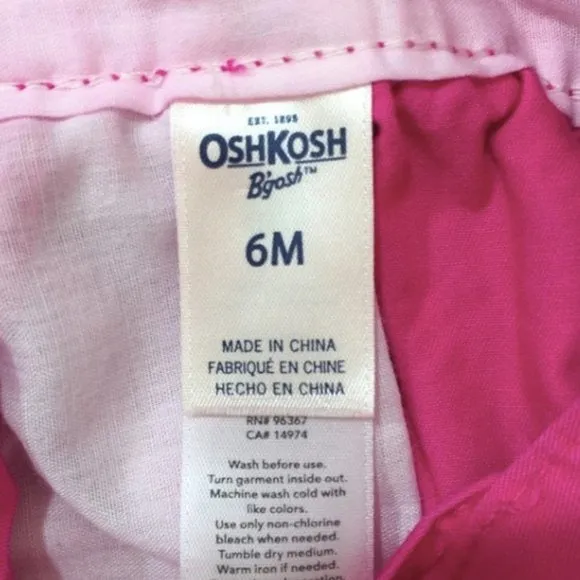 EST. 1895
OSHKOSH
B'gosh™
6M
MADE IN CHINA
FABRIQUÉ EN CHINE
HECHO EN CHINA
RN# 96367
CA# 14974
Wash before use.
Turn garment inside out.
Machine wash cold with
like colors.
Use only non-chlorine
bleach when needed.
Tumble dry medium.
Warm iron if needed.